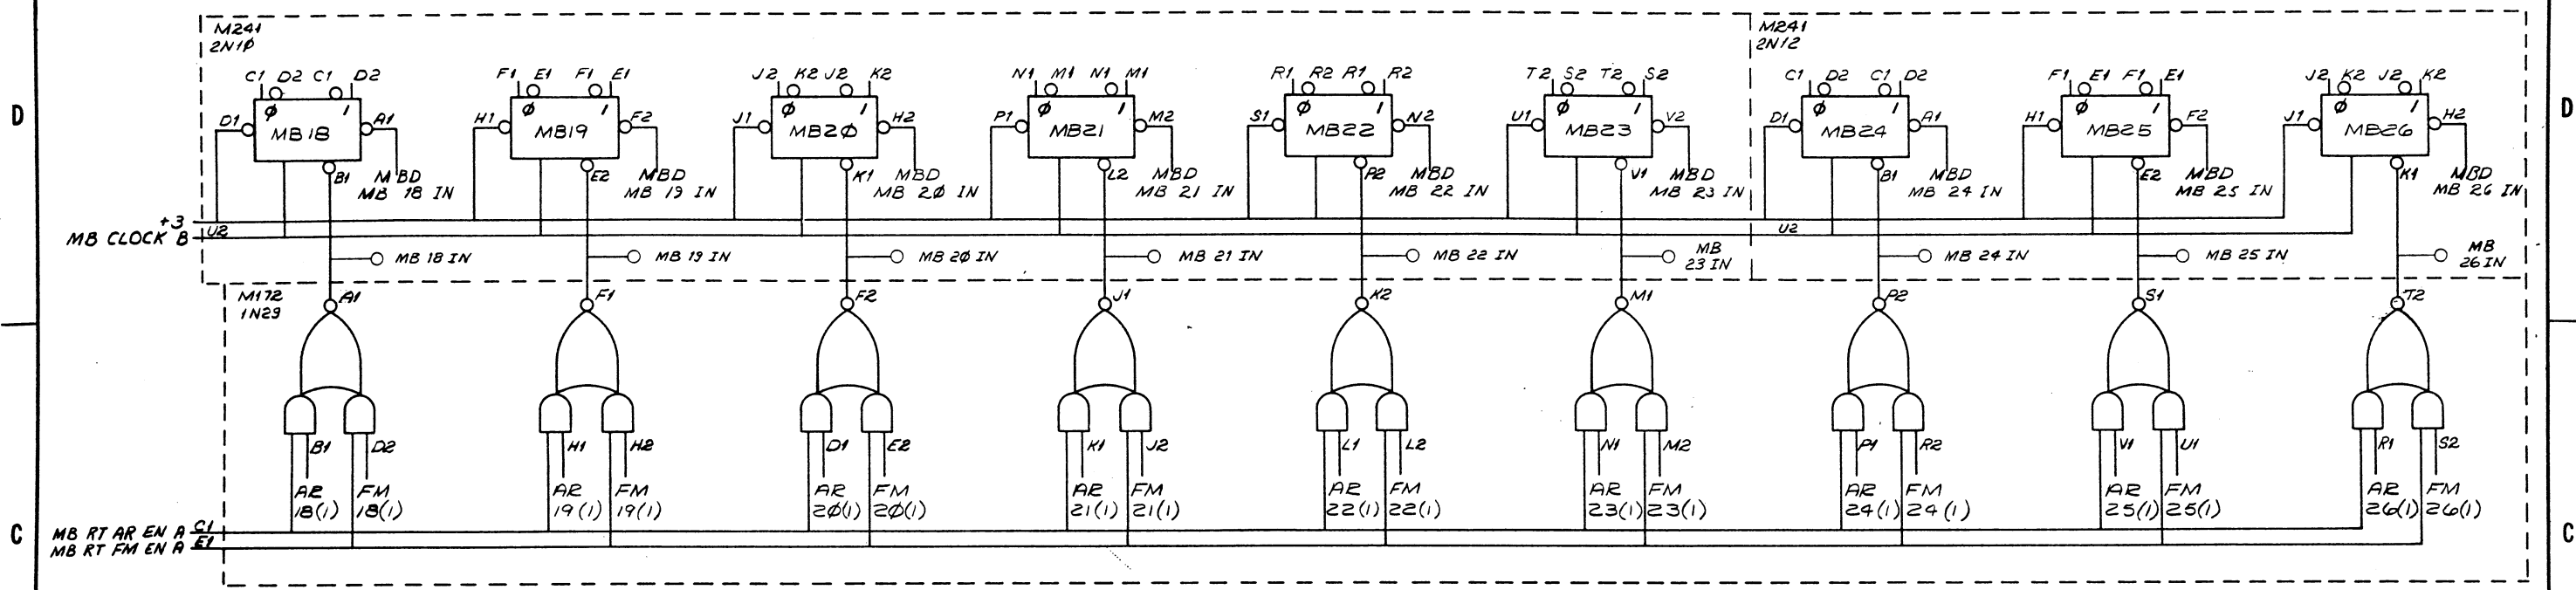 M241 M241
2N1Ø 2N12
C1 D2 C1 D2 F1 E1 F1 E1 J2 K2 J2 K2 N1 M1 N1 M1 R1 R2 R1 R2 T2 S2 T2 S2 C1 D2 C1 D2 F1 E1 F1 E1 J2 K2 J2 K2
Ø 1 Ø 1 Ø 1 Ø 1 Ø 1 Ø 1 Ø 1 Ø 1 Ø 1
D D1 MB18 A1 H1 MB19 F2 J1 MB2Ø H2 P1 MB21 M2 S1 MB22 N2 U1 MB23 V2 D1 MB24 A1 H1 MB25 F2 J1 MB26 H2 D
B1 MBD E2 MBD K1 MBD L2 MBD P2 MBD V1 MBD B1 MBD E2 MBD K1 MBD
MB 18 IN MB 19 IN MB 2Ø IN MB 21 IN MB 22 IN MB 23 IN MB 24 IN MB 25 IN MB 26 IN
+3
MB CLOCK B U2 U2
MB 18 IN MB 19 IN MB 2Ø IN MB 21 IN MB 22 IN MB 23 IN MB 24 IN MB 25 IN MB 26 IN
M172 A1 F1 F2 J1 K2 M1 P2 S1 T2
1N29
B1 D2 H1 H2 D1 E2 K1 J2 L1 L2 N1 M2 P1 R2 V1 U1 R1 S2
AR FM AR FM AR FM AR FM AR FM AR FM AR FM AR FM AR FM
18(1) 18(1) 19(1) 19(1) 2Ø(1) 2Ø(1) 21(1) 21(1) 22(1) 22(1) 23(1) 23(1) 24(1) 24(1) 25(1) 25(1) 26(1) 26(1)
C MB RT AR EN A C1 C
MB RT FM EN A E1